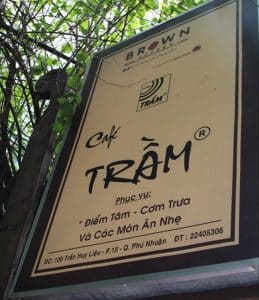 BROWN
COFFEE
TRẦM
Café
TRẦM ®
Phục vụ:
* Điểm Tâm - Cơm Trưa
Và Các Món Ăn Nhẹ
ĐC: 100 Trần Huy Liệu - P.15 - Q. Phú Nhuận ĐT : 22405306